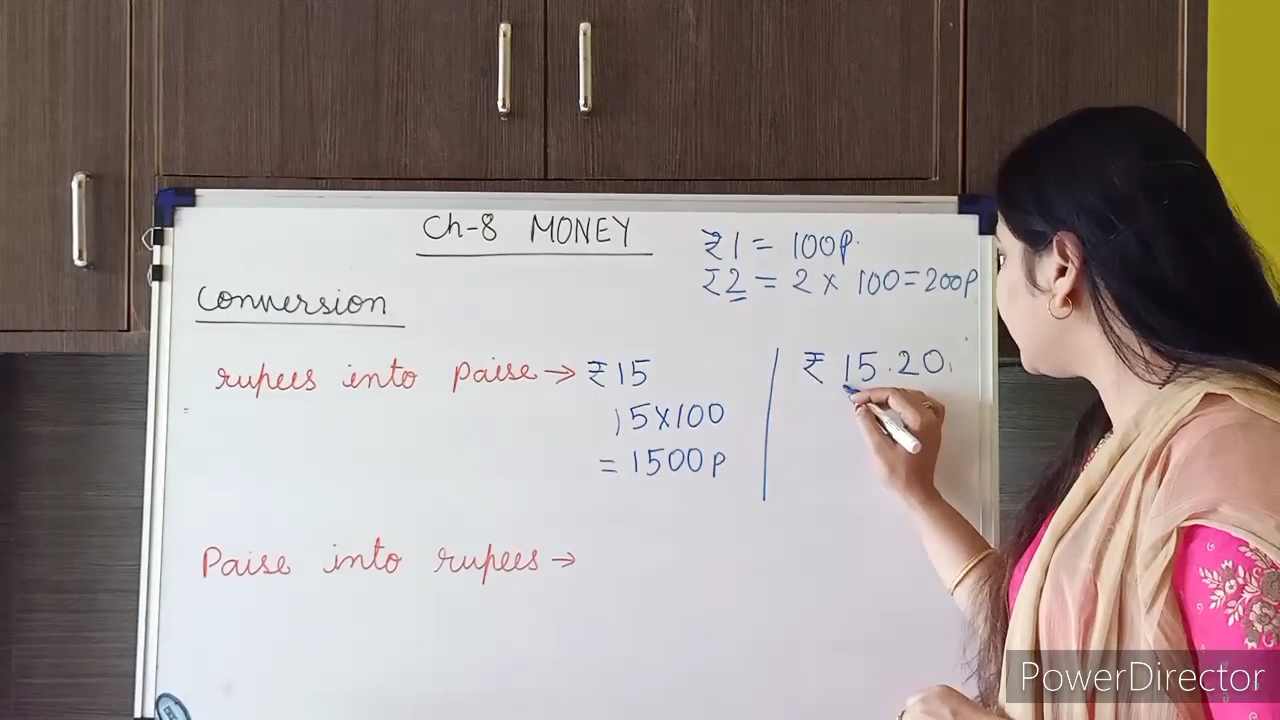 Ch-8 MONEY
₹1 = 100p.
₹2 = 2 x 100 = 200p
Conversion
rupees into paise → ₹15
15x100
= 1500p
₹ 15.20
Paise into rupees →
PowerDirector